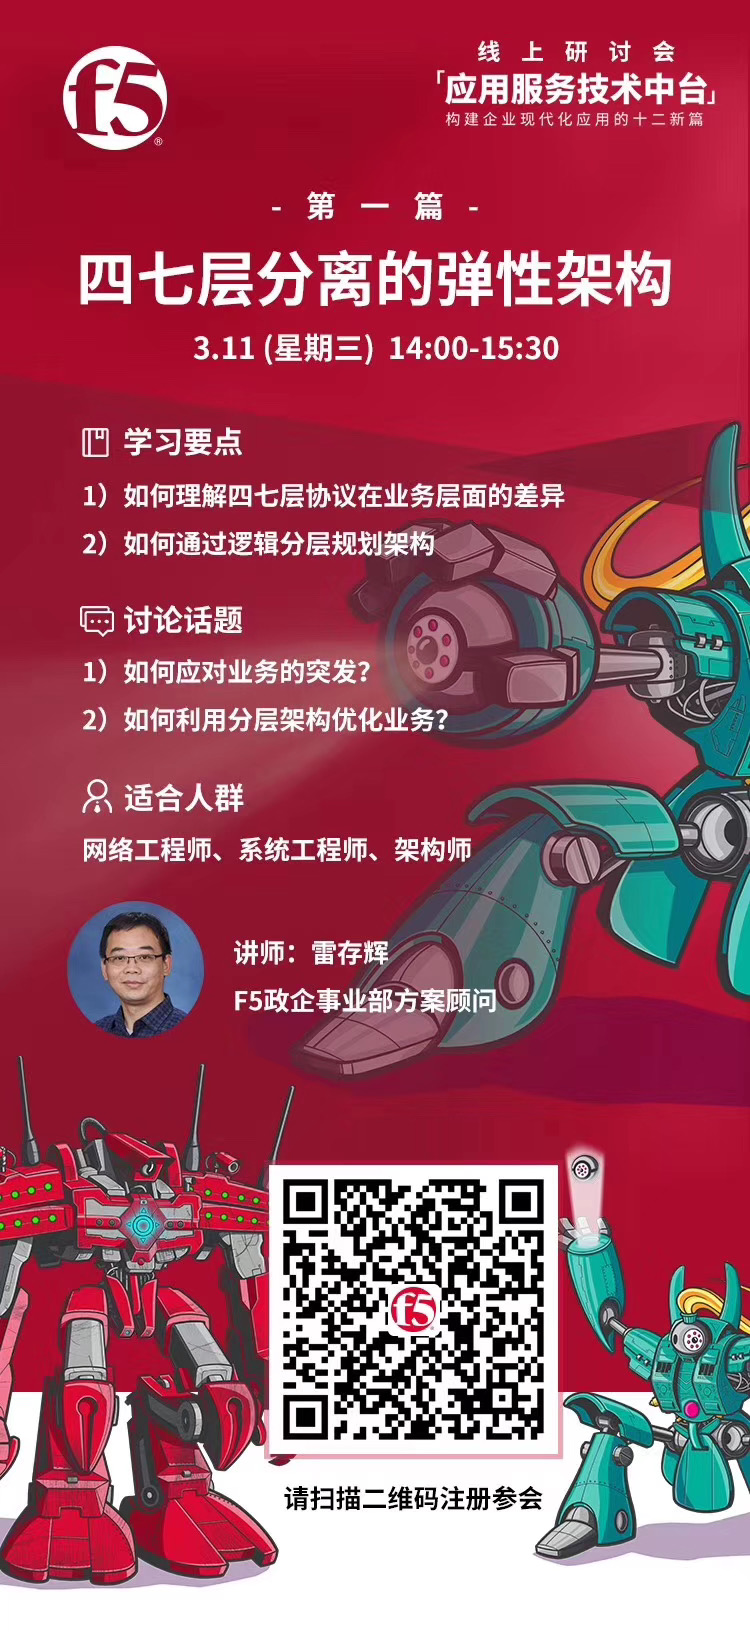 f5
®
线上研讨会
「应用服务技术中台」
构建企业现代化应用的十二新篇
- 第一篇 -
四七层分离的弹性架构
3.11 (星期三) 14:00-15:30
学习要点
1）如何理解四七层协议在业务层面的差异
2）如何通过逻辑分层规划架构
讨论话题
1）如何应对业务的突发？
2）如何利用分层架构优化业务？
适合人群
网络工程师、系统工程师、架构师
讲师：雷存辉
F5政企事业部方案顾问
f5
请扫描二维码注册参会